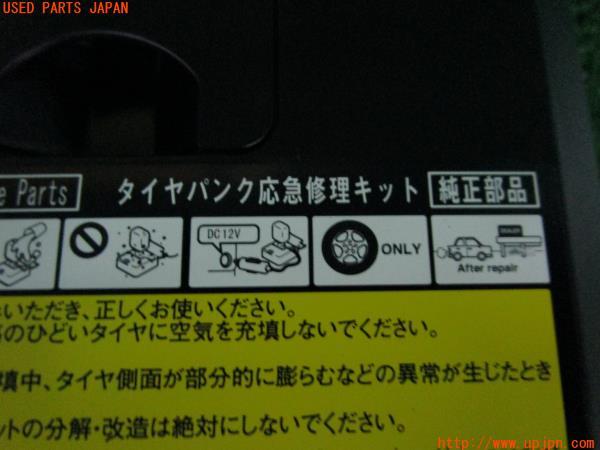 USED PARTS JAPAN
Parts タイヤパンク応急修理キット 純正部品
DC12V
ONLY
DEALER
After repair
いただき、正しくお使いください。
のひどいタイヤに空気を充填しないでください。
填中、タイヤ側面が部分的に膨らむなどの異常が生じたとき
ットの分解・改造は絶対にしないでください。
http://www.upjpn.com/